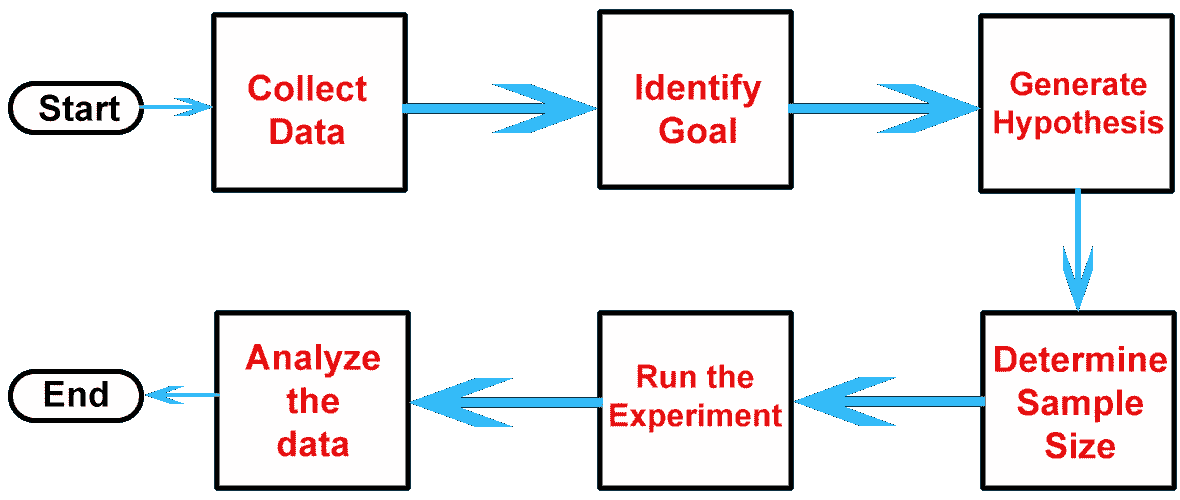 Start
Collect
Data
Identify
Goal
Generate
Hypothesis
Determine
Sample
Size
Run the
Experiment
Analyze
the
data
End